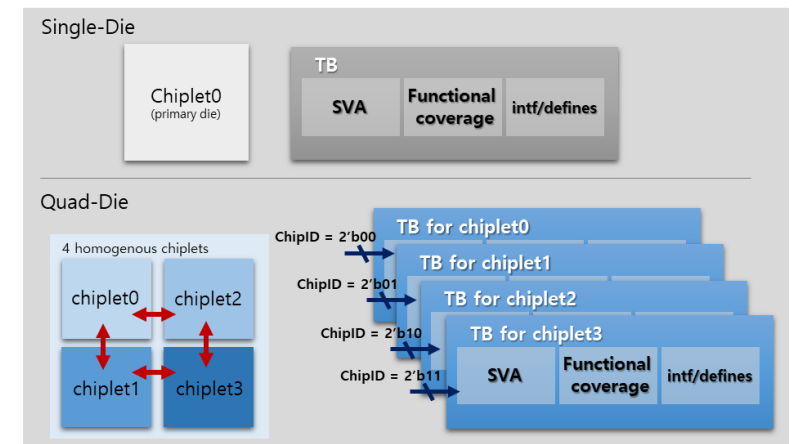 Single-Die
Chiplet0
(primary die)
TB
SVA
Functional
coverage
intf/defines
Quad-Die
4 homogenous chiplets
chiplet0
chiplet2
chiplet1
chiplet3
ChipID = 2'b00
TB for chiplet0
ChipID = 2'b01
TB for chiplet1
ChipID = 2'b10
TB for chiplet2
ChipID = 2'b11
TB for chiplet3
SVA
Functional
coverage
intf/defines